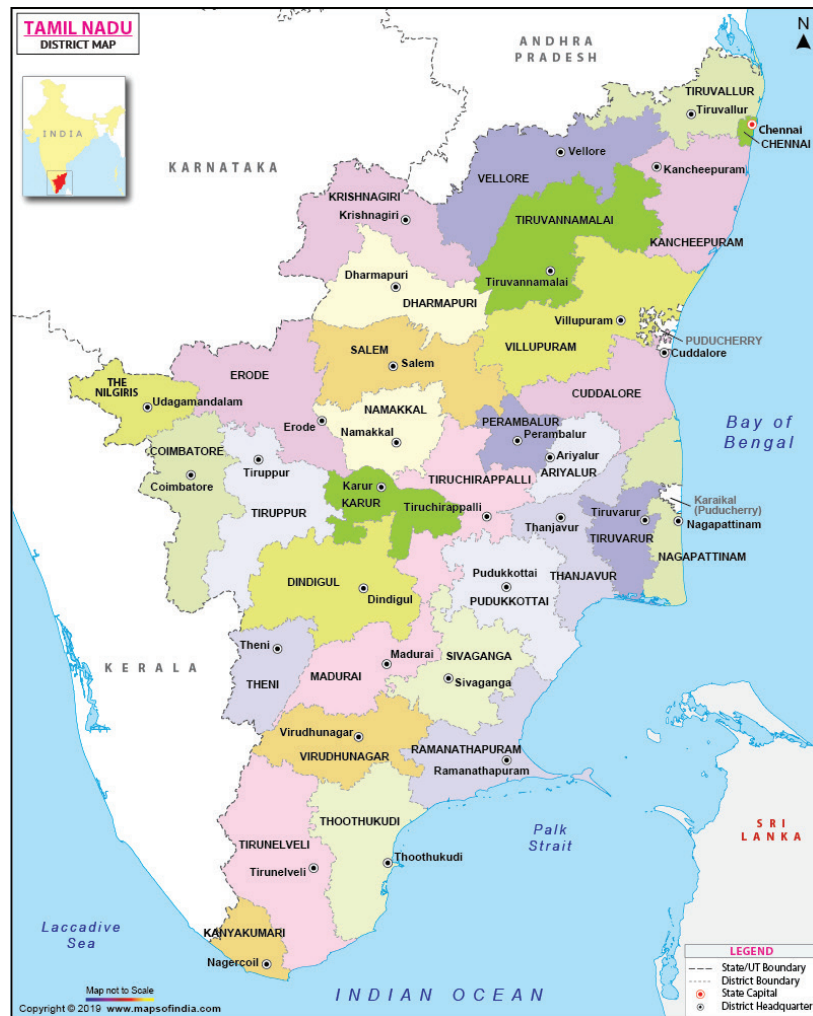 TAMIL NADU
DISTRICT MAP
N
ANDHRA
PRADESH
INDIA
TIRUVALLUR
Tiruvallur
Chennai
CHENNAI
KARNATAKA
Vellore
VELLORE
Kancheepuram
KANCHEEPURAM
KRISHNAGIRI
Krishnagiri
TIRUVANNAMALAI
Tiruvannamalai
Dharmapuri
DHARMAPURI
Villupuram
VILLUPURAM
PUDUCHERRY
Cuddalore
CUDDALORE
SALEM
Salem
ERODE
Erode
THE
NILGIRIS
Udagamandalam
NAMAKKAL
Namakkal
PERAMBALUR
Perambalur
Ariyalur
ARIYALUR
Bay of
Bengal
COIMBATORE
Coimbatore
Tiruppur
TIRUPPUR
Karur
KARUR
TIRUCHIRAPPALLI
Tiruchirappalli
Karaikal
(Puducherry)
Thanjavur
THANJAVUR
Tiruvarur
TIRUVARUR
Nagapattinam
NAGAPATTINAM
DINDIGUL
Dindigul
Pudukkottai
PUDUKKOTTAI
KERALA
Theni
THENI
Madurai
MADURAI
SIVAGANGA
Sivaganga
Virudhunagar
VIRUDHUNAGAR
RAMANATHAPURAM
Ramanathapuram
THOOTHUKUDI
Thoothukudi
TIRUNELVELI
Tirunelveli
Palk
Strait
SRI
LANKA
KANYAKUMARI
Nagercoil
Laccadive
Sea
INDIAN OCEAN
LEGEND
State/UT Boundary
District Boundary
State Capital
District Headquarter
Map not to Scale
Copyright © 2019 www.mapsofindia.com